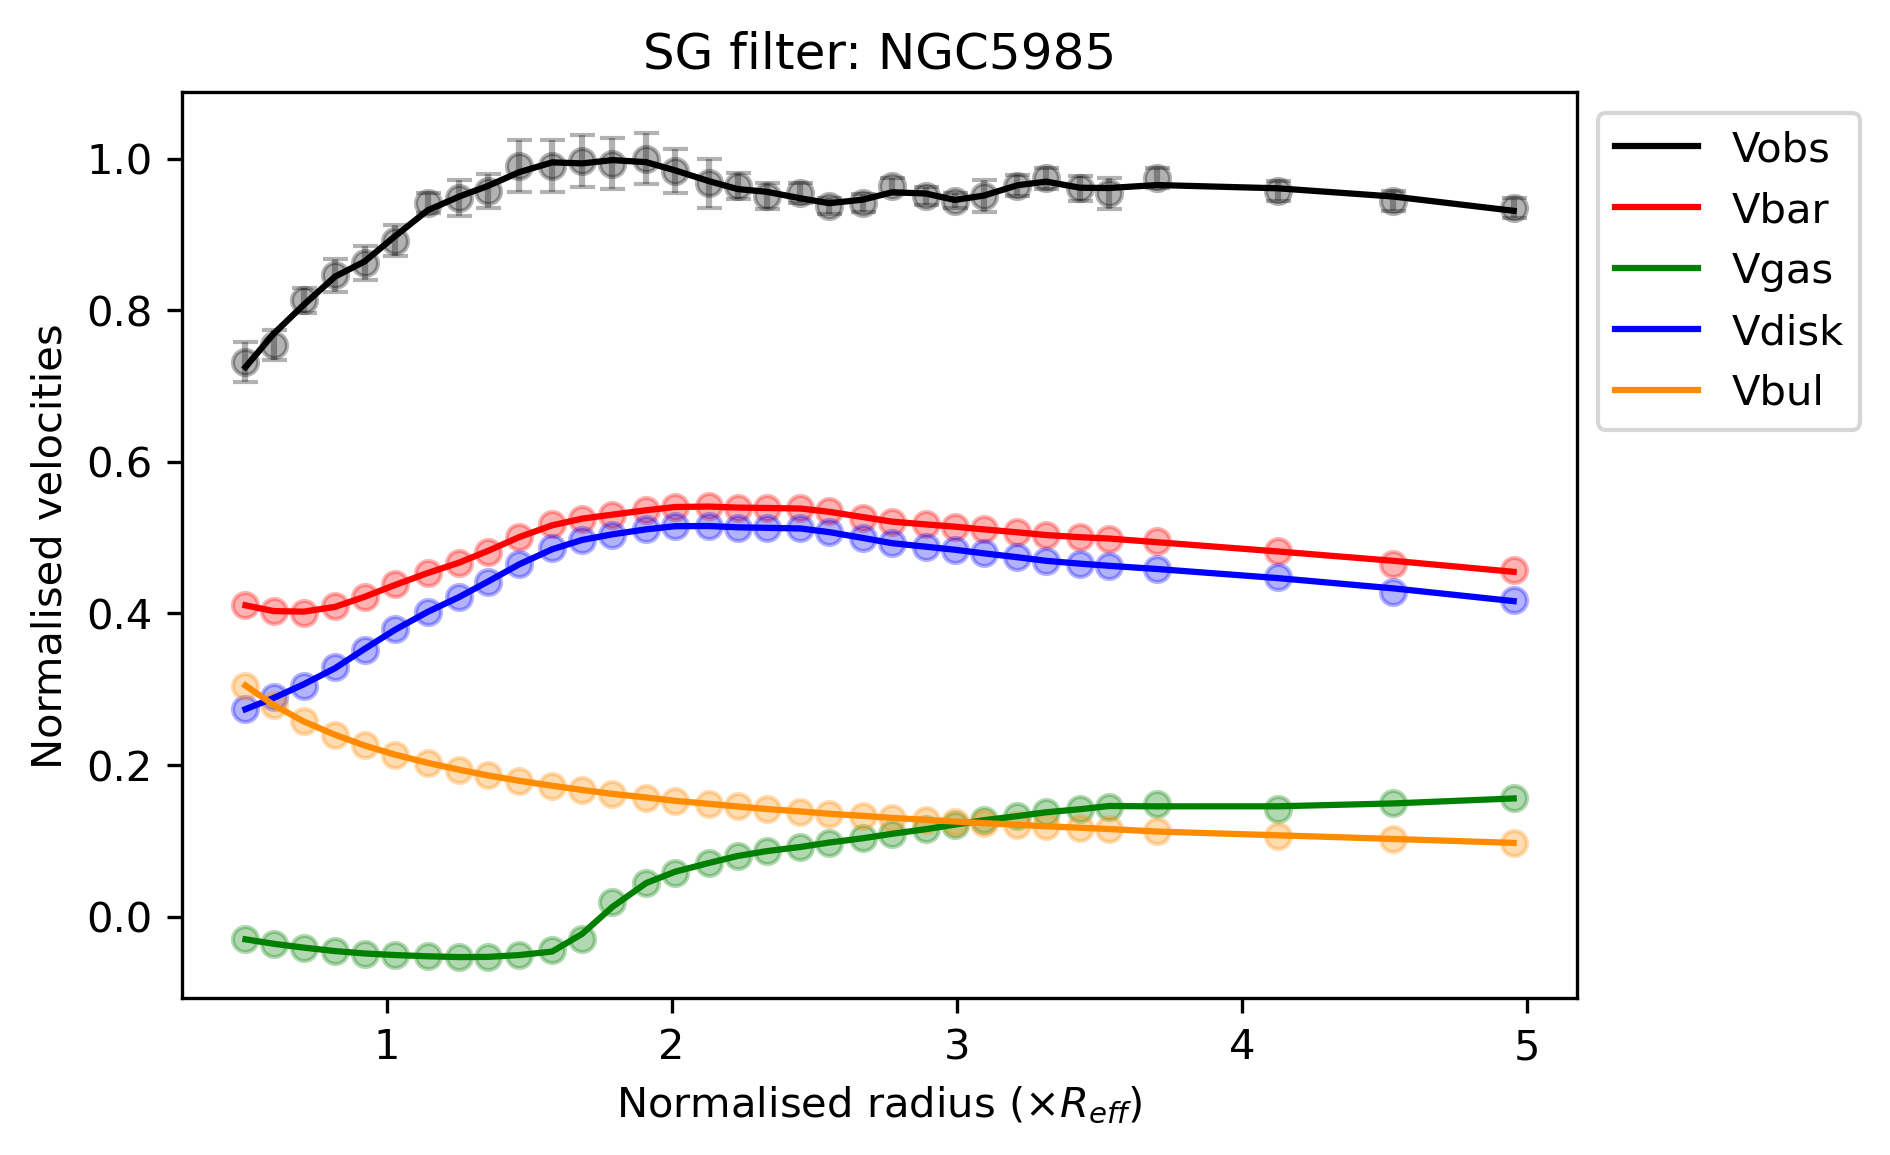 SG filter: NGC5985
Normalised velocities
1.0
0.8
0.6
0.4
0.2
0.0
1 2 3 4 5
Normalised radius (×R_eff)
Vobs
Vbar
Vgas
Vdisk
Vbul